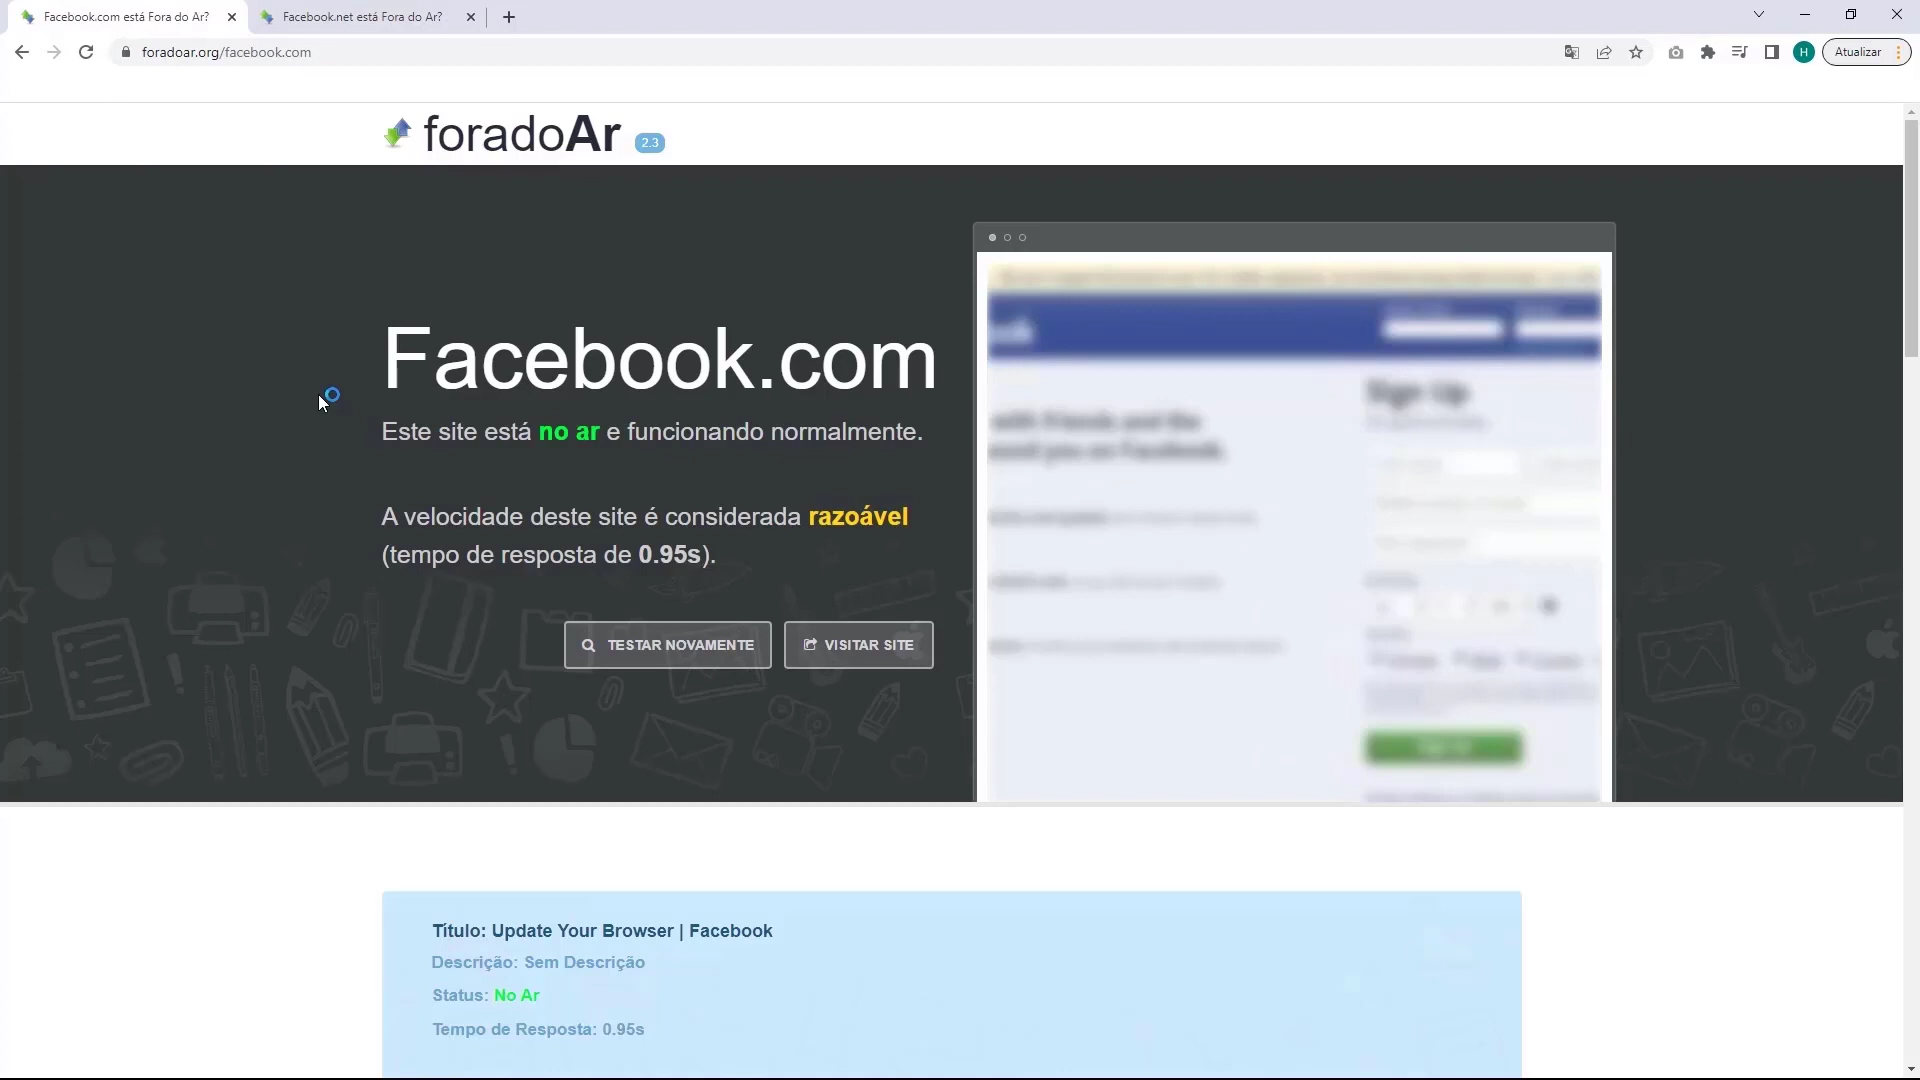 Facebook.com está Fora do Ar?
Facebook.net está Fora do Ar?
foradoar.org/facebook.com
H
Atualizar
foradoAr 2.3
Facebook.com
Este site está no ar e funcionando normalmente.
A velocidade deste site é considerada razoável
(tempo de resposta de 0.95s).
TESTAR NOVAMENTE
VISITAR SITE
Sign Up
Título: Update Your Browser | Facebook
Descrição: Sem Descrição
Status: No Ar
Tempo de Resposta: 0.95s